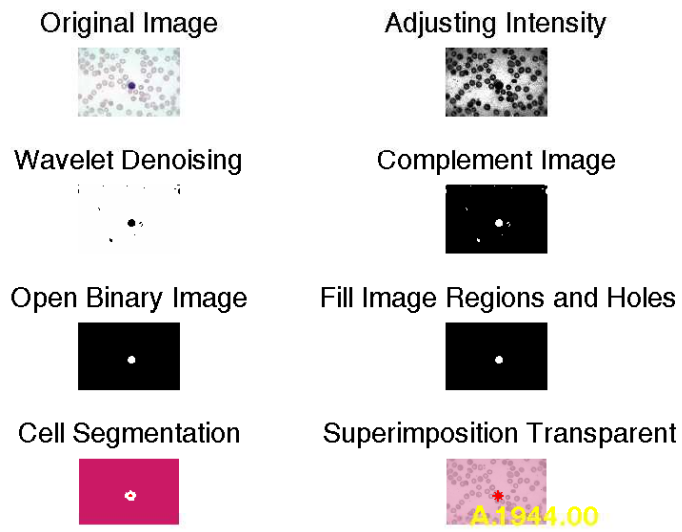 Original Image
Adjusting Intensity
Wavelet Denoising
Complement Image
Open Binary Image
Fill Image Regions and Holes
Cell Segmentation
Superimposition Transparent
A.1944.00